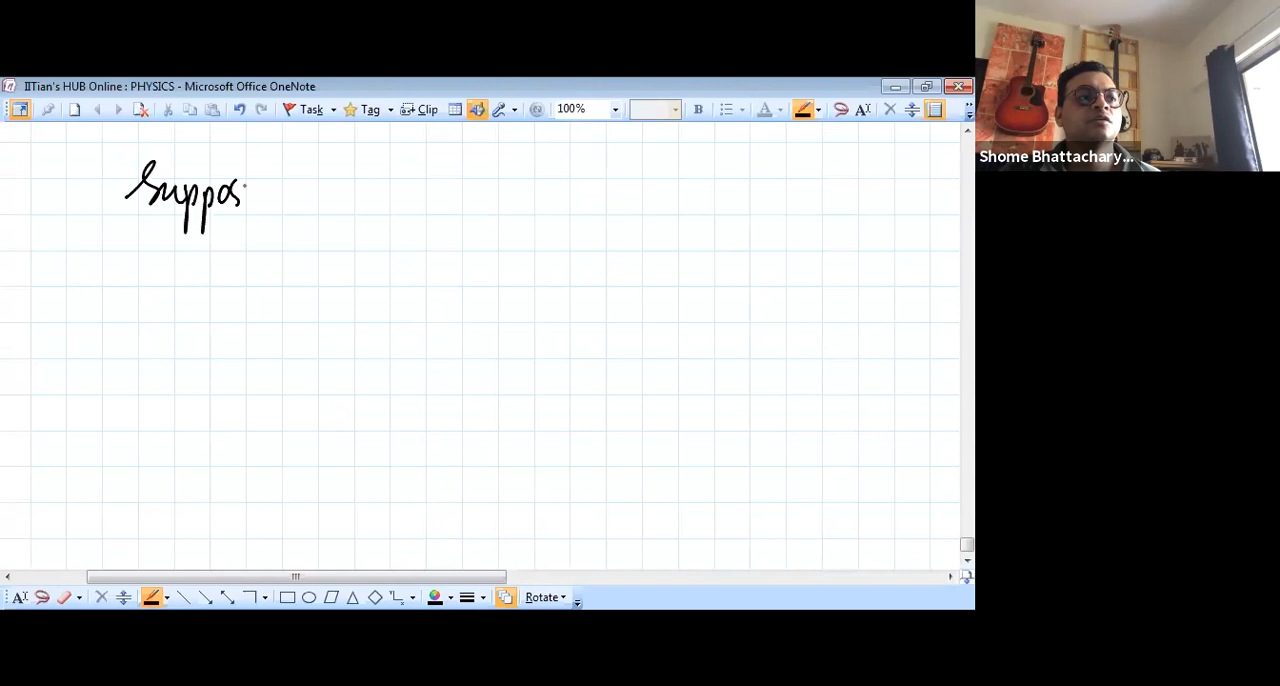 IITian's HUB Online : PHYSICS - Microsoft Office OneNote
Task Tag Clip 100% B A A
Suppos
Shome Bhattachary...
A Rotate